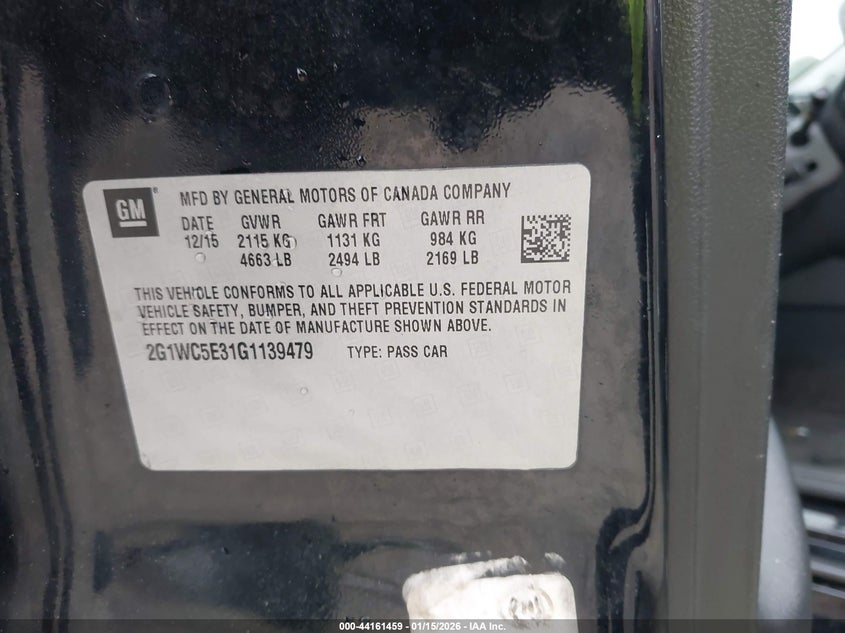 GM ® MFD BY GENERAL MOTORS OF CANADA COMPANY
DATE GVWR GAWR FRT GAWR RR
12/15 2115 KG 1131 KG 984 KG
4663 LB 2494 LB 2169 LB
THIS VEHICLE CONFORMS TO ALL APPLICABLE U.S. FEDERAL MOTOR
VEHICLE SAFETY, BUMPER, AND THEFT PREVENTION STANDARDS IN
EFFECT ON THE DATE OF MANUFACTURE SHOWN ABOVE.
2G1WC5E31G1139479 TYPE: PASS CAR
000-44161459 - 01/15/2026 - IAA Inc.